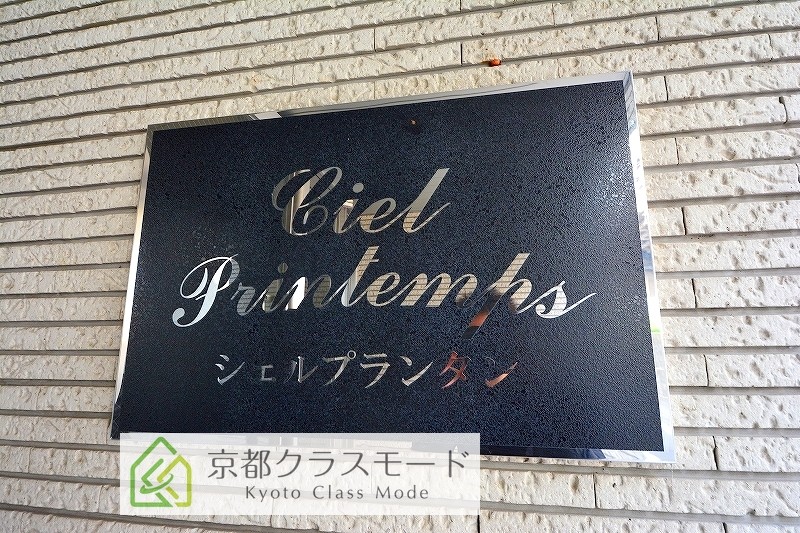 Ciel
Printemps
シェルプランタン
京都クラスモード
Kyoto Class Mode